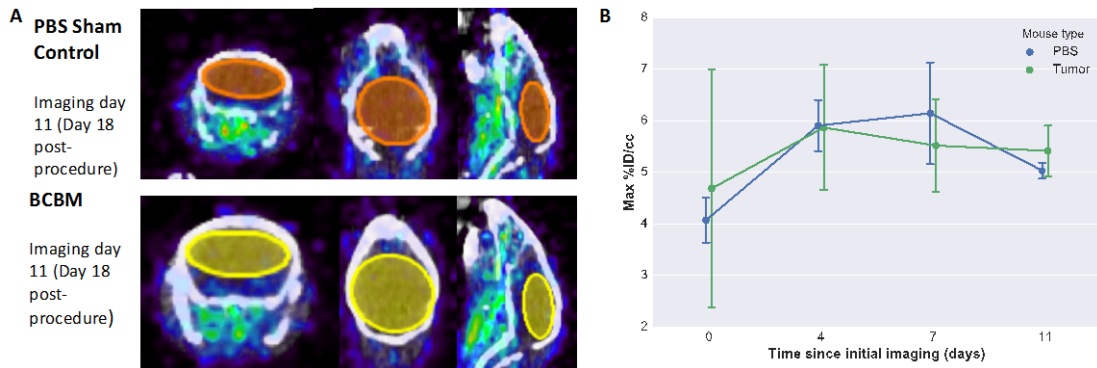 A
PBS Sham
Control
Imaging day
11 (Day 18
post-
procedure)
BCBM
Imaging day
11 (Day 18
post-
procedure)
B
8
7
6
5
4
3
2
Max %ID/cc
Mouse type
PBS
Tumor
0 4 7 11
Time since initial imaging (days)